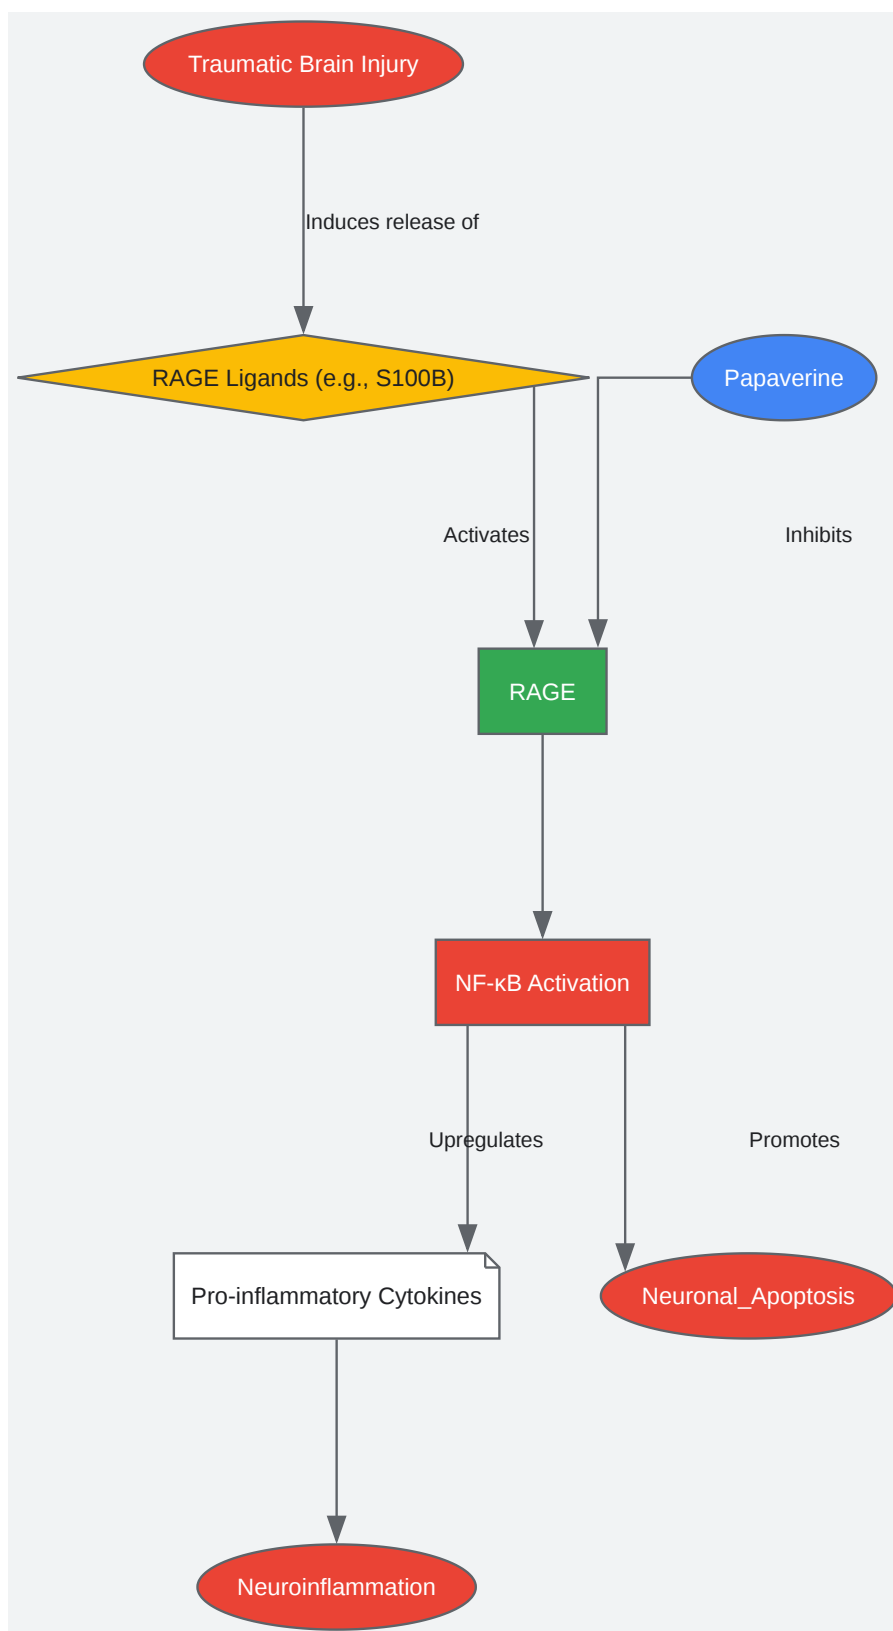 Traumatic Brain Injury
Induces release of
RAGE Ligands (e.g., S100B)
Papaverine
Activates
Inhibits
RAGE
NF-κB Activation
Upregulates
Promotes
Pro-inflammatory Cytokines
Neuronal_Apoptosis
Neuroinflammation